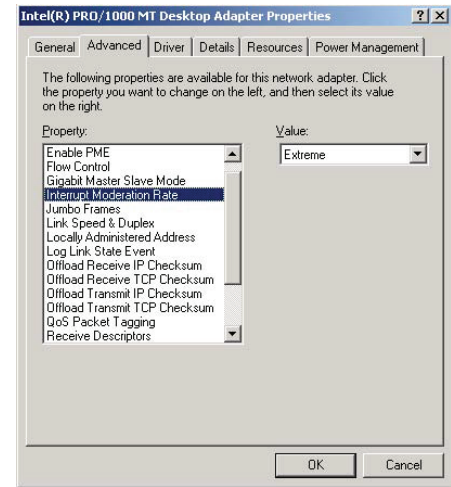 Intel(R) PRO/1000 MT Desktop Adapter Properties
General Advanced Driver Details Resources Power Management
The following properties are available for this network adapter. Click
the property you want to change on the left, and then select its value
on the right.
Property:
Enable PME
Flow Control
Gigabit Master Slave Mode
Interrupt Moderation Rate
Jumbo Frames
Link Speed & Duplex
Locally Administered Address
Log Link State Event
Offload Receive IP Checksum
Offload Receive TCP Checksum
Offload Transmit IP Checksum
Offload Transmit TCP Checksum
QoS Packet Tagging
Receive Descriptors
Value:
Extreme
OK Cancel